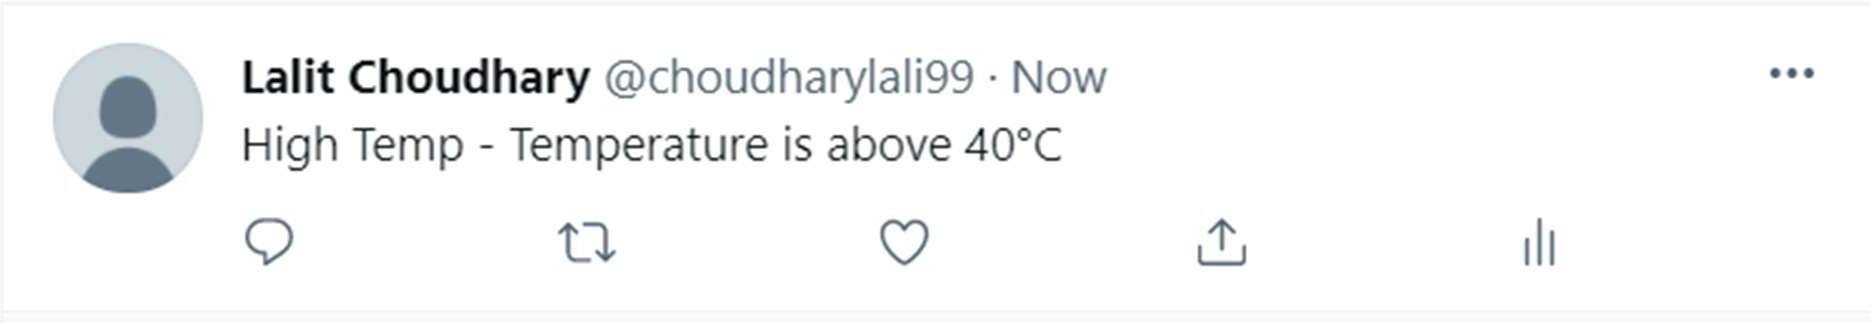 Lalit Choudhary @choudharylali99 · Now
High Temp - Temperature is above 40°C